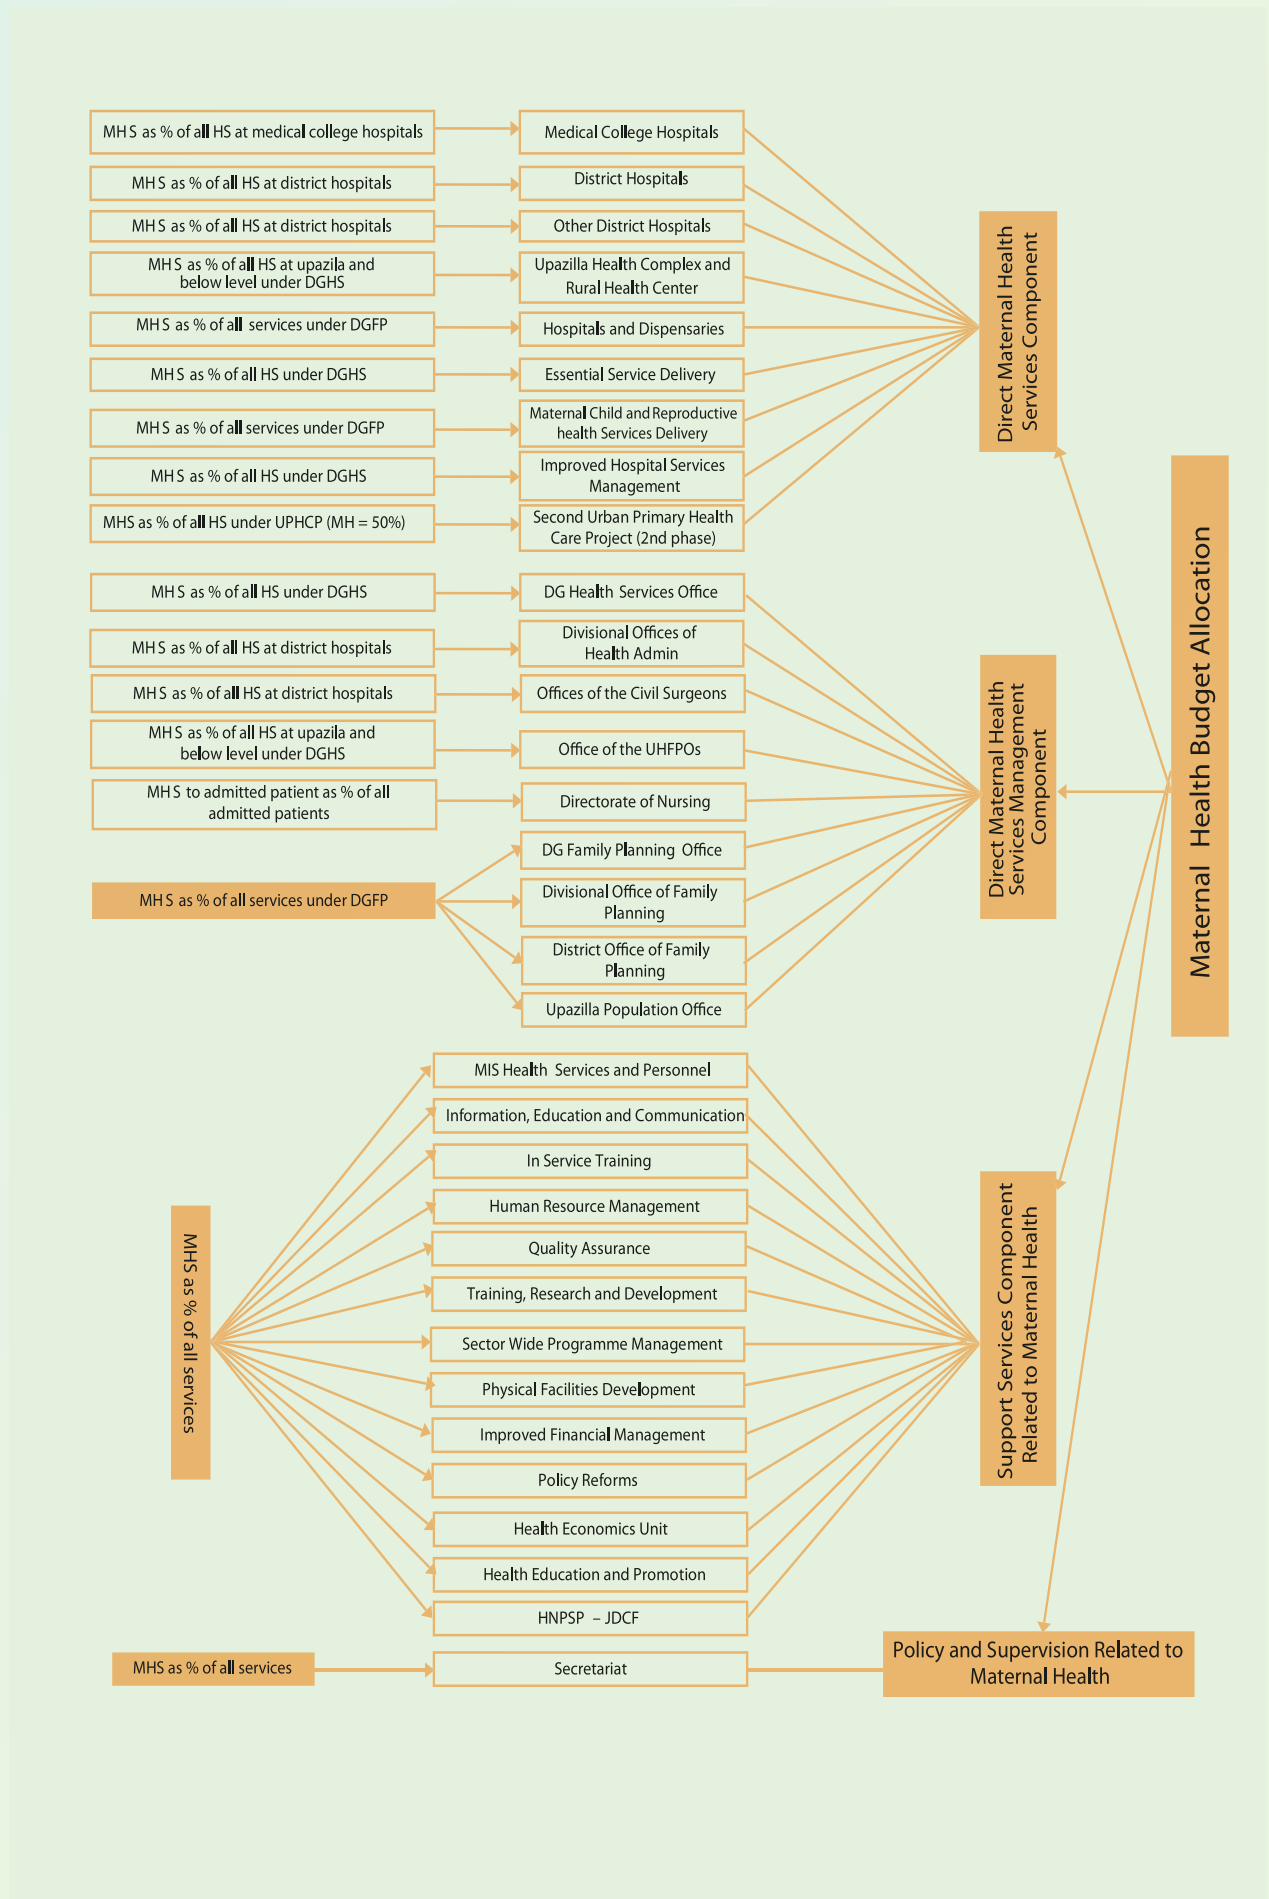 MHS as % of all HS at medical college hospitals
Medical College Hospitals
MHS as % of all HS at district hospitals
District Hospitals
MHS as % of all HS at district hospitals
Other District Hospitals
MHS as % of all HS at upazila and
below level under DGHS
Upazilla Health Complex and
Rural Health Center
MHS as % of all services under DGFP
Hospitals and Dispensaries
MHS as % of all HS under DGHS
Essential Service Delivery
MHS as % of all services under DGFP
Maternal Child and Reproductive
health Services Delivery
MHS as % of all HS under DGHS
Improved Hospital Services
Management
MHS as % of all HS under UPHCP (MH = 50%)
Second Urban Primary Health
Care Project (2nd phase)
Direct Maternal Health
Services Component
MHS as % of all HS under DGHS
DG Health Services Office
MHS as % of all HS at district hospitals
Divisional Offices of
Health Admin
MHS as % of all HS at district hospitals
Offices of the Civil Surgeons
MHS as % of all HS at upazila and
below level under DGHS
Office of the UHFPOs
MHS to admitted patient as % of all
admitted patients
Directorate of Nursing
MHS as % of all services under DGFP
DG Family Planning Office
Divisional Office of Family
Planning
District Office of Family
Planning
Upazilla Population Office
Direct Maternal Health
Services Management
Component
Maternal Health Budget Allocation
MHS as % of all services
MIS Health Services and Personnel
Information, Education and Communication
In Service Training
Human Resource Management
Quality Assurance
Training, Research and Development
Sector Wide Programme Management
Physical Facilities Development
Improved Financial Management
Policy Reforms
Health Economics Unit
Health Education and Promotion
HNPSP – JDCF
Support Services Component
Related to Maternal Health
MHS as % of all services
Secretariat
Policy and Supervision Related to
Maternal Health